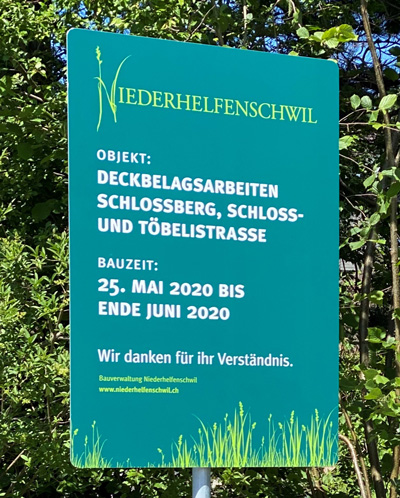 NIEDERHELFENSCHWIL
OBJEKT:
DECKBELAGSARBEITEN
SCHLOSSBERG, SCHLOSS-
UND TÖBELISTRASSE
BAUZEIT:
25. MAI 2020 BIS
ENDE JUNI 2020
Wir danken für ihr Verständnis.
Bauverwaltung Niederhelfenschwil
www.niederhelfenschwil.ch